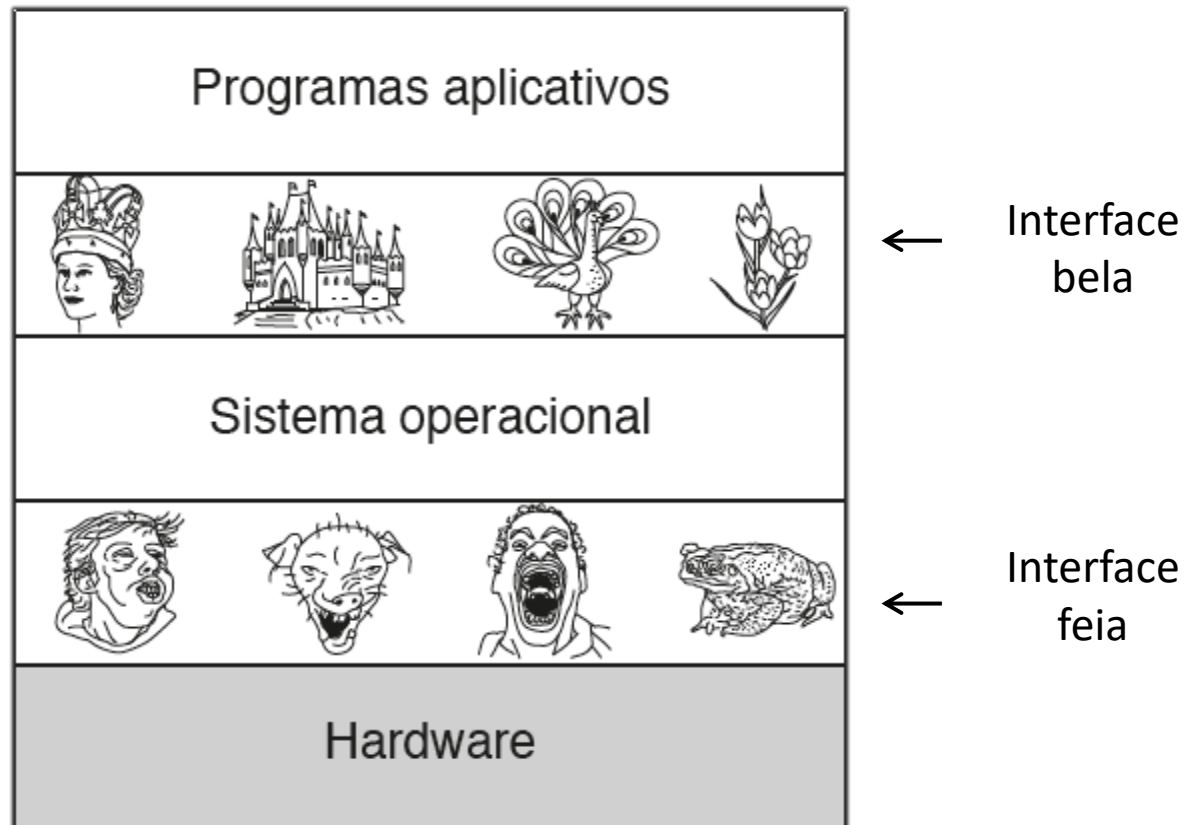 Programas aplicativos
Interface
bela
Sistema operacional
Interface
feia
Hardware